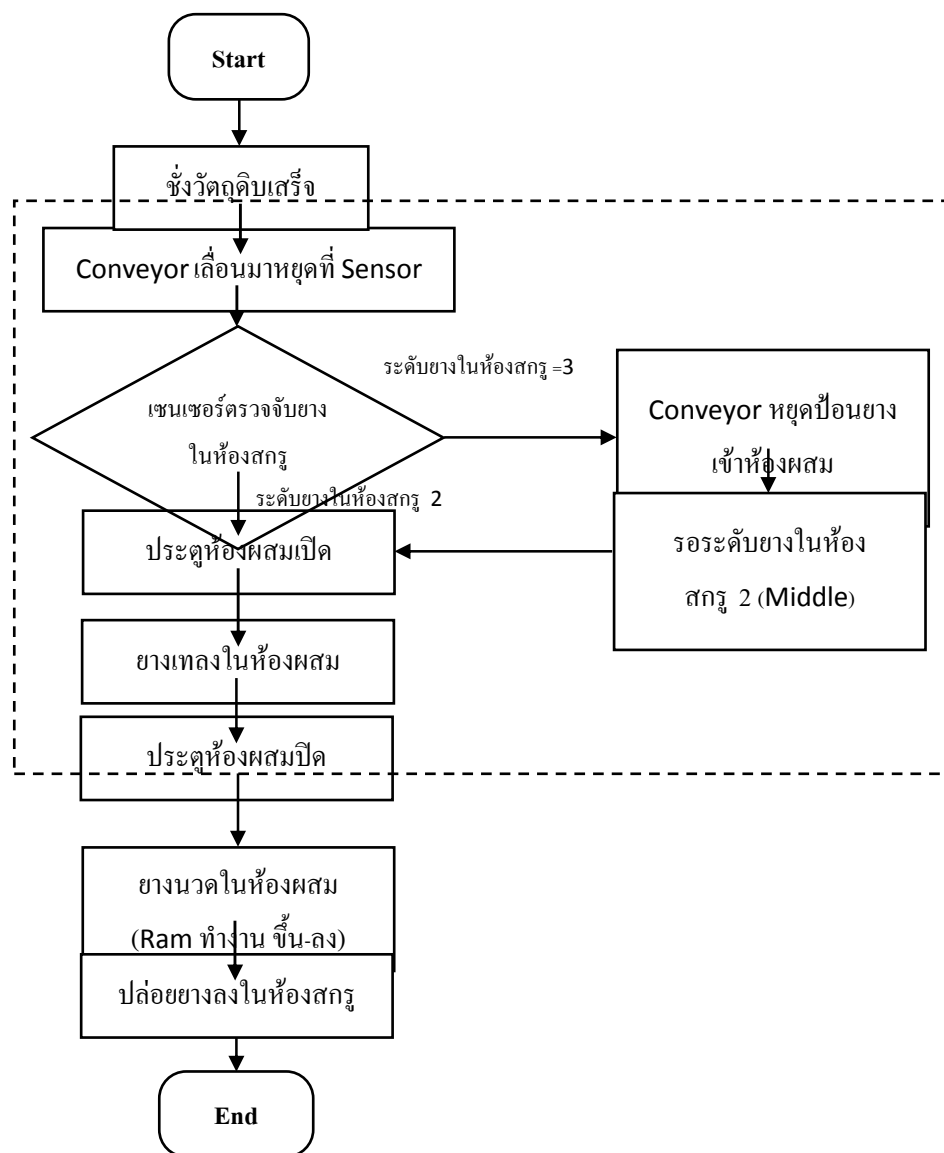 Start
ชั่งวัตถุดิบเสร็จ
Conveyor เลื่อนมาหยุดที่ Sensor
ระดับยางในห้องสกรู =3
เซนเซอร์ตรวจจับยาง
ในห้องสกรู
Conveyor หยุดป้อนยาง
เข้าห้องผสม
ระดับยางในห้องสกรู 2
ประตูห้องผสมเปิด
รอระดับยางในห้อง
สกรู 2 (Middle)
ยางเทลงในห้องผสม
ประตูห้องผสมปิด
ยางนวดในห้องผสม
(Ram ทำงาน ขึ้น-ลง)
ปล่อยยางลงในห้องสกรู
End